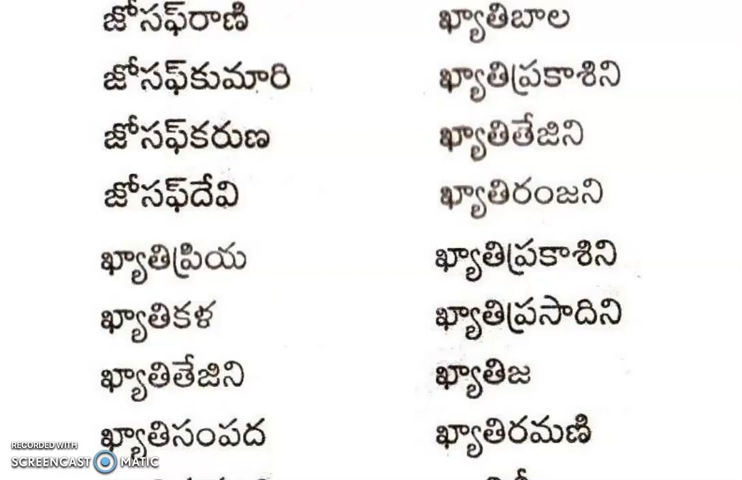 జోసఫ్‌రాణి
జోసఫ్‌కుమారి
జోసఫ్‌కరుణ
జోసఫ్‌దేవి
ఖ్యాతిప్రియ
ఖ్యాతికళ
ఖ్యాతితేజిని
ఖ్యాతిసంపద
ఖ్యాతిబాల
ఖ్యాతిప్రకాశిని
ఖ్యాతితేజిని
ఖ్యాతిరంజని
ఖ్యాతిప్రకాశిని
ఖ్యాతిప్రసాదిని
ఖ్యాతిజ
ఖ్యాతిరమణి
RECORDED WITH
SCREENCAST MATIC